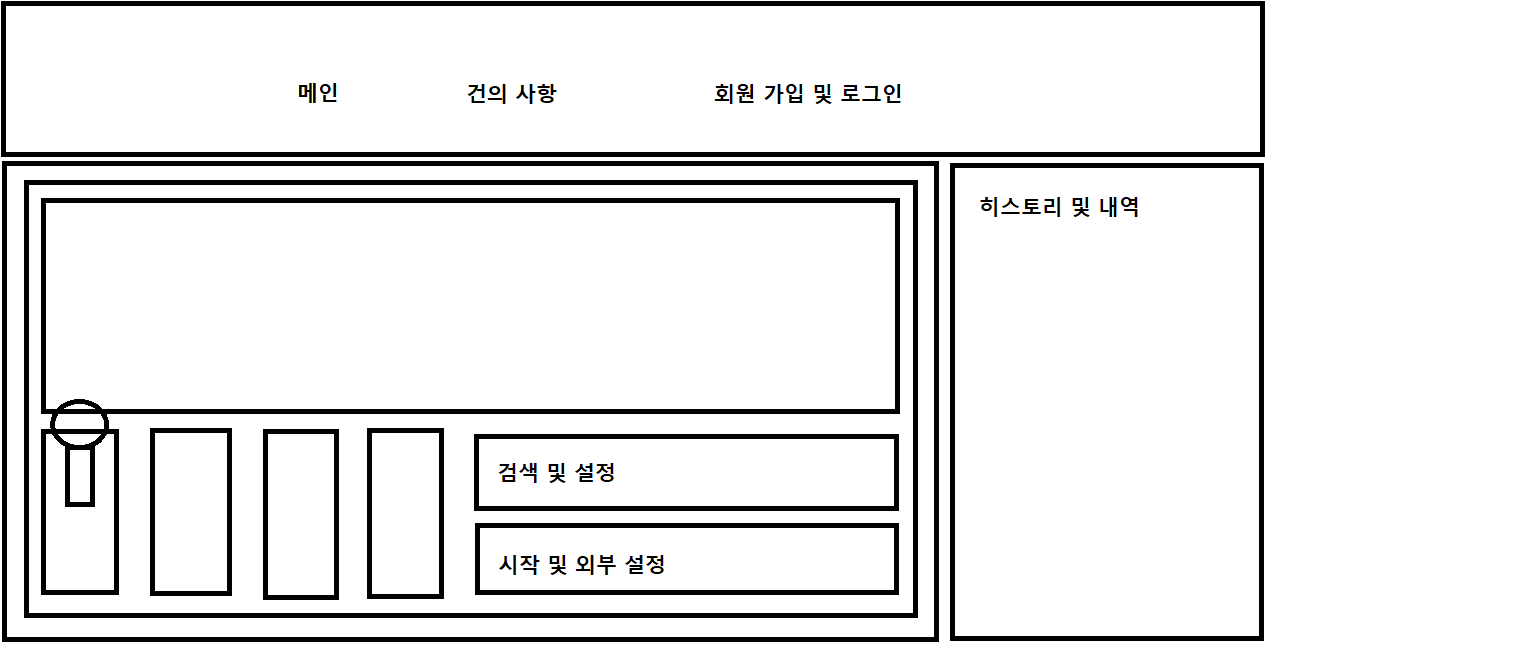 메인
건의 사항
회원 가입 및 로그인
히스토리 및 내역
검색 및 설정
시작 및 외부 설정